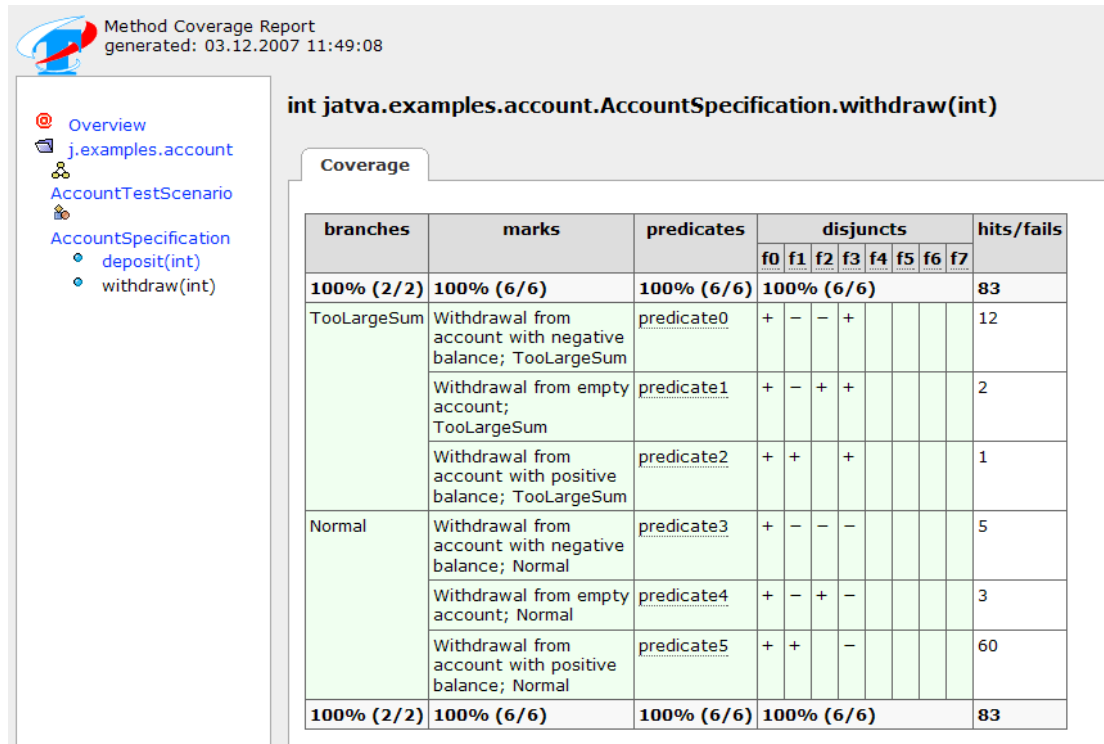 Method Coverage Report
generated: 03.12.2007 11:49:08
Overview
j.examples.account
AccountTestScenario
AccountSpecification
deposit(int)
withdraw(int)
int jatva.examples.account.AccountSpecification.withdraw(int)
Coverage
branches marks predicates disjuncts hits/fails
f0 f1 f2 f3 f4 f5 f6 f7
100% (2/2) 100% (6/6) 100% (6/6) 100% (6/6) 83
TooLargeSum Withdrawal from predicate0 + − − + 12
account with negative
balance; TooLargeSum
Withdrawal from empty predicate1 + − + + 2
account;
TooLargeSum
Withdrawal from predicate2 + + + 1
account with positive
balance; TooLargeSum
Normal Withdrawal from predicate3 + − − − 5
account with negative
balance; Normal
Withdrawal from empty predicate4 + − + − 3
account; Normal
Withdrawal from predicate5 + + − 60
account with positive
balance; Normal
100% (2/2) 100% (6/6) 100% (6/6) 100% (6/6) 83